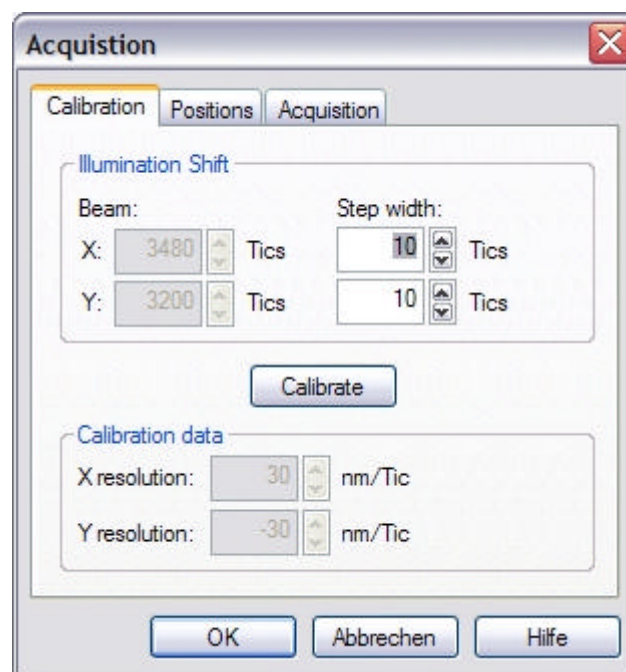 Acquistion
Calibration Positions Acquisition
Illumination Shift
Beam: Step width:
X: 3480 Tics 10 Tics
Y: 3200 Tics 10 Tics
Calibrate
Calibration data
X resolution: 30 nm/Tic
Y resolution: -30 nm/Tic
OK Abbrechen Hilfe